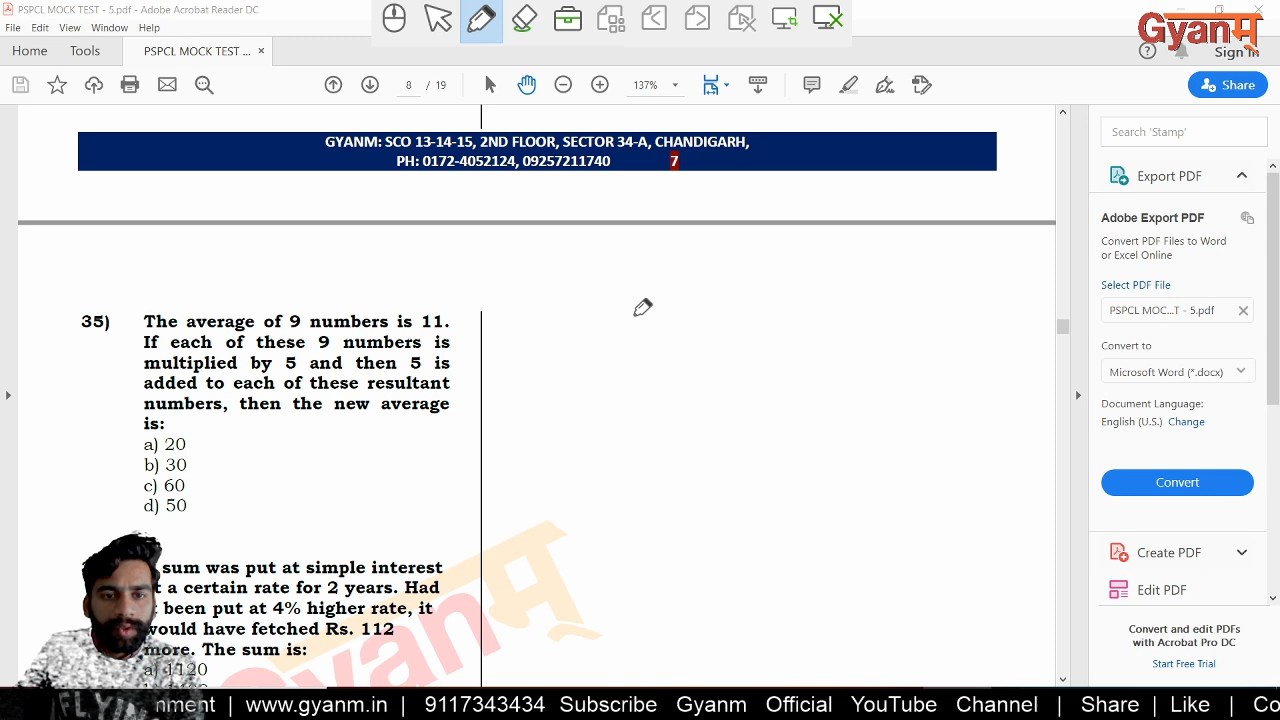 PSPCL MOCK TEST - 5.pdf - Adobe Acrobat Reader DC
File Edit View Window Help
Gyanम्
Home Tools PSPCL MOCK TEST ... × Sign In
8 / 19 137% Share
GYANM: SCO 13-14-15, 2ND FLOOR, SECTOR 34-A, CHANDIGARH,
PH: 0172-4052124, 09257211740 7
35) The average of 9 numbers is 11.
If each of these 9 numbers is
multiplied by 5 and then 5 is
added to each of these resultant
numbers, then the new average
is:
a) 20
b) 30
c) 60
d) 50
sum was put at simple interest
a certain rate for 2 years. Had
been put at 4% higher rate, it
would have fetched Rs. 112
more. The sum is:
a) 1120
Gyanम्
Search 'Stamp'
Export PDF
Adobe Export PDF
Convert PDF Files to Word
or Excel Online
Select PDF File
PSPCL MOC...T - 5.pdf
Convert to
Microsoft Word (*.docx)
Document Language:
English (U.S.) Change
Convert
Create PDF
Edit PDF
Convert and edit PDFs
with Acrobat Pro DC
Start Free Trial
FLY
nment | www.gyanm.in | 9117343434 Subscribe Gyanm Official YouTube Channel | Share | Like | Co